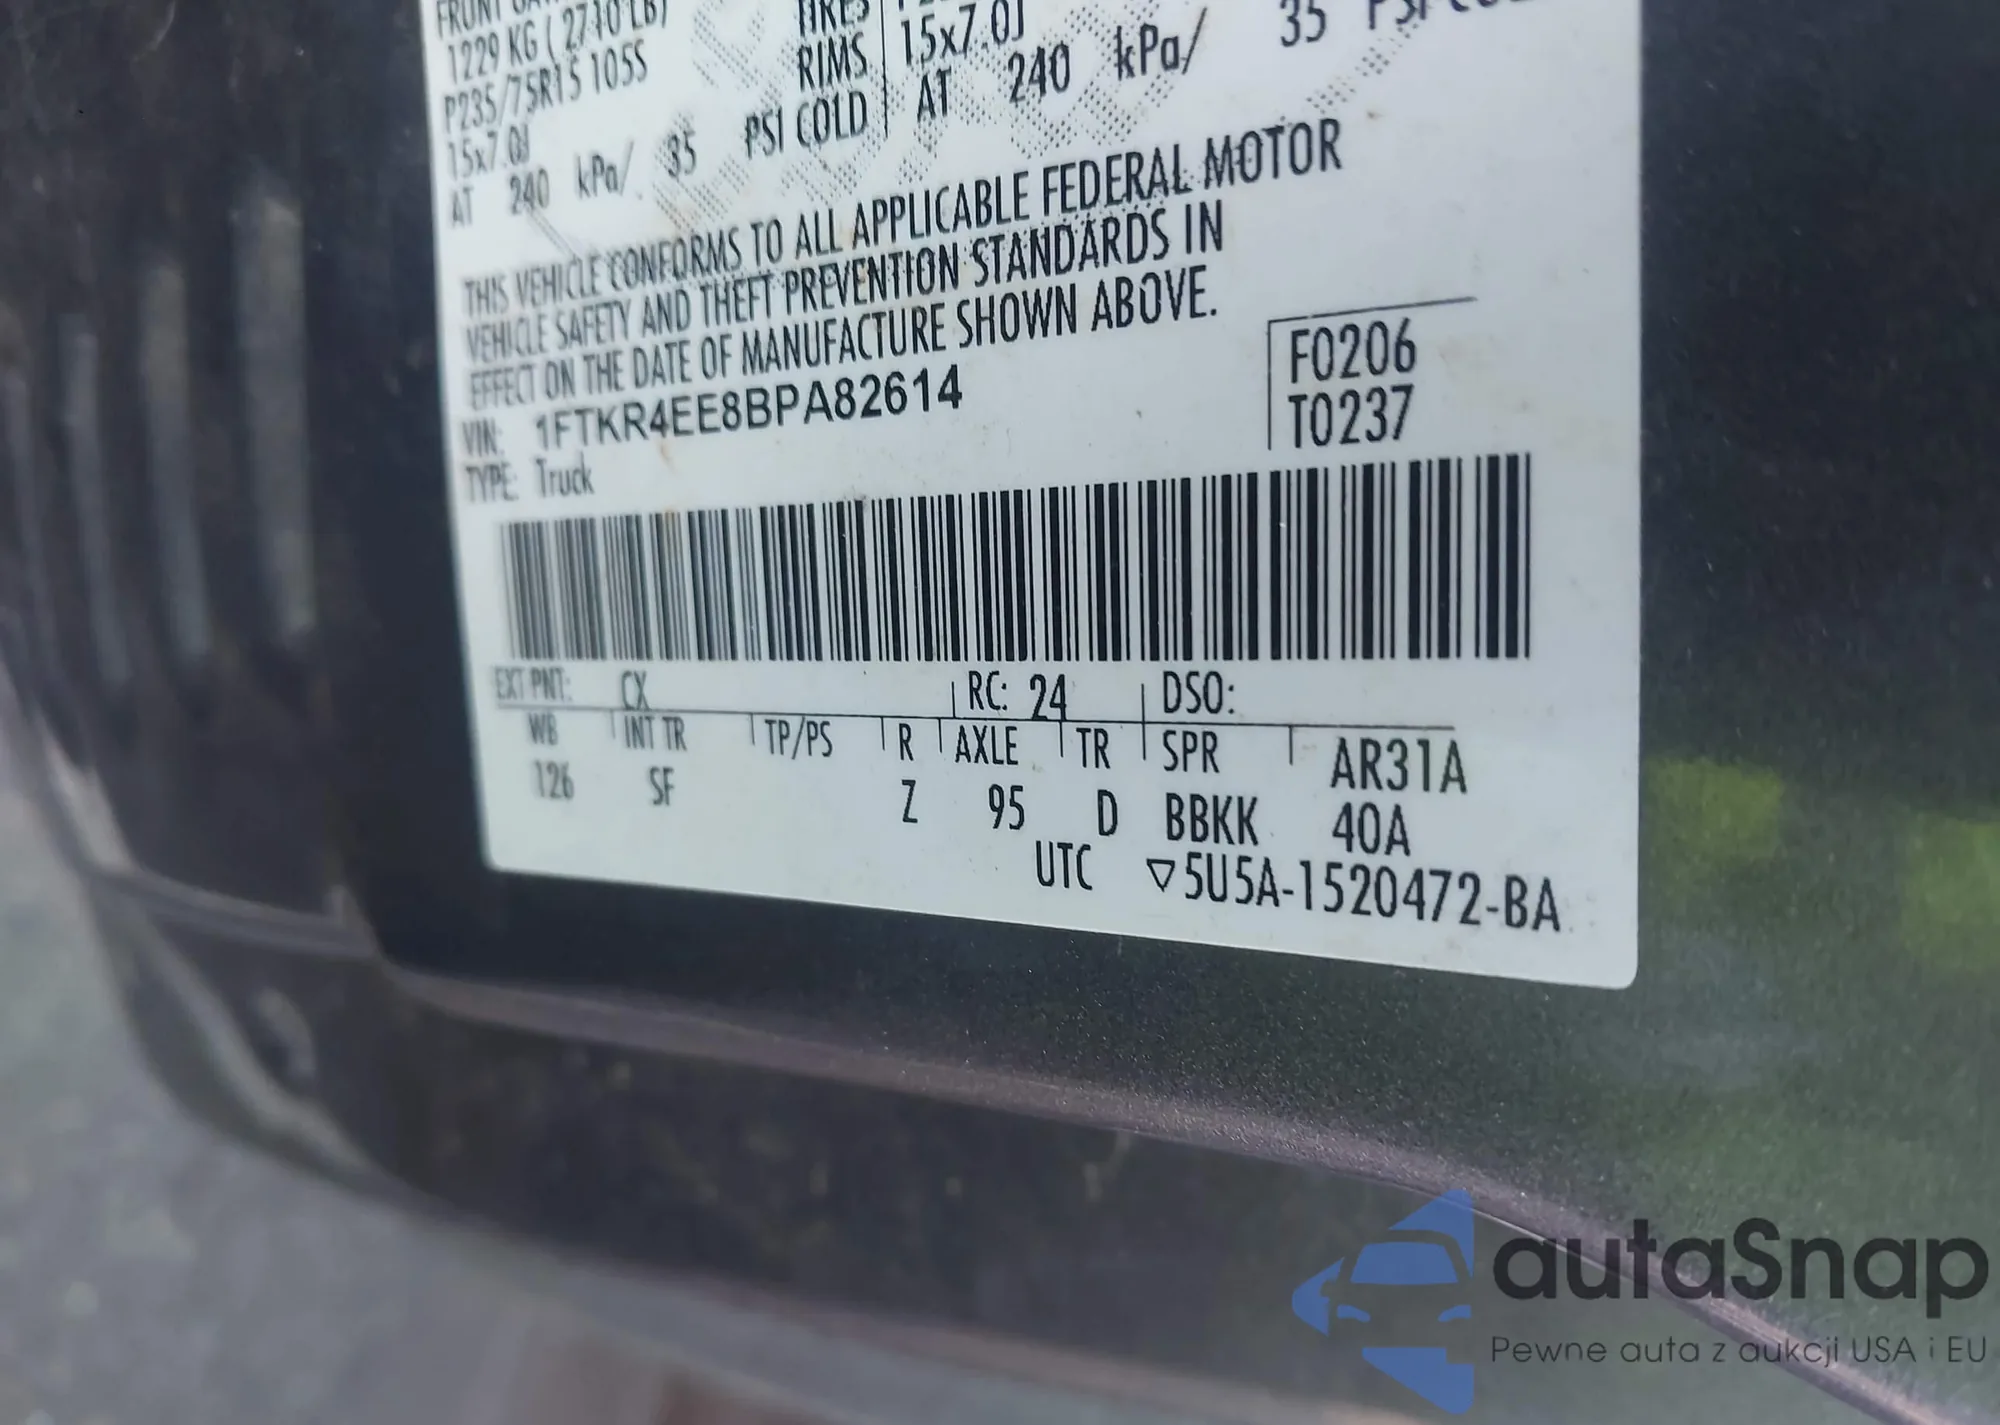 1229 KG ( 2710 LB)
P235/75R15 105S
15x7.0J
AT 240 kPa/ 35 PSI COLD
TIRES
RIMS 15x7.0J
AT 240 kPa/ 35
THIS VEHICLE CONFORMS TO ALL APPLICABLE FEDERAL MOTOR
VEHICLE SAFETY AND THEFT PREVENTION STANDARDS IN
EFFECT ON THE DATE OF MANUFACTURE SHOWN ABOVE.
VIN: 1FTKR4EE8BPA82614
TYPE: Truck
F0206
T0237
EXT PNT: CX RC: 24 DSO:
WB INT TR TP/PS R AXLE TR SPR AR31A
126 SF Z 95 D BBKK 40A
UTC ▽5U5A-1520472-BA
autaSnap
Pewne auta z aukcji USA i EU